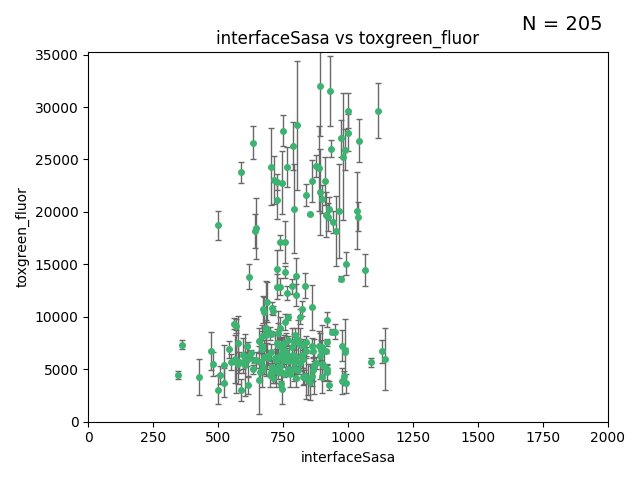 N = 205
interfaceSasa vs toxgreen_fluor
toxgreen_fluor
35000
30000
25000
20000
15000
10000
5000
0
0 250 500 750 1000 1250 1500 1750 2000
interfaceSasa